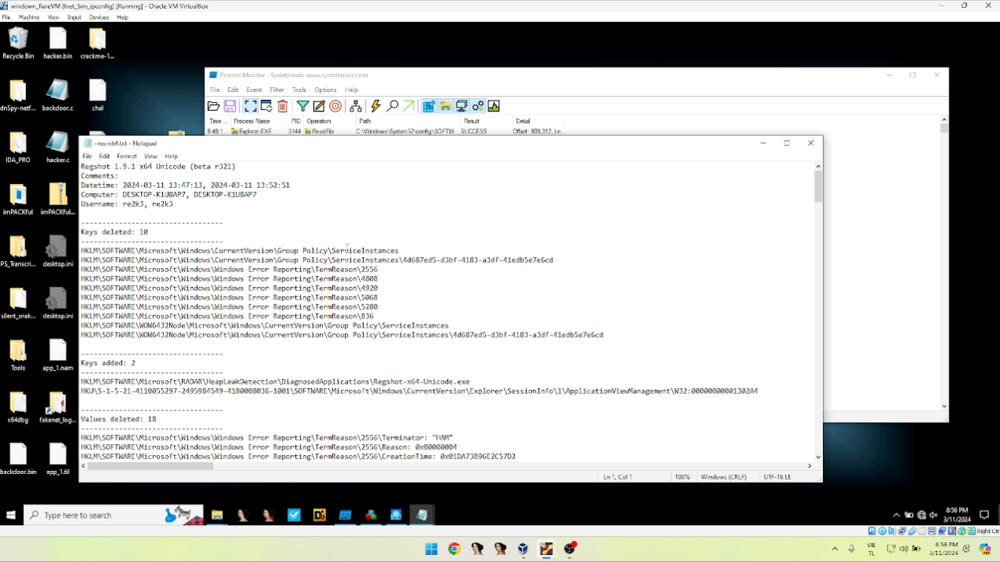 windown_flareVM (Inet_Sim_ipconfig) [Running] - Oracle VM VirtualBox
File Machine View Input Devices Help
Recycle Bin
hacker.bin
crackme-1...
dnSpy-netf...
backdoor.c
chal
IDA_PRO
hacker.c
imPACKful
imPACKful...
PS_Transcri...
desktop.ini
silent_snak...
desktop.ini
Tools
app_1.nam
x64dbg
fakenet_log...
backdoor.bin
app_1.til
Process Monitor - Sysinternals: www.sysinternals.com
File Edit Event Filter Tools Options Help
Time ... Process Name PID Operation Path Result Detail
8:49:1... Explorer.EXE 3144 ReadFile C:\Windows\System32\config\SOFTW... SUCCESS Offset: 909,312, Le...
~res-x64.txt - Notepad
File Edit Format View Help
Regshot 1.9.1 x64 Unicode (beta r321)
Comments:
Datetime: 2024-03-11 13:47:13, 2024-03-11 13:52:51
Computer: DESKTOP-K1U8AP7, DESKTOP-K1U8AP7
Username: re2k3, re2k3
----------------------------------
Keys deleted: 10
----------------------------------
HKLM\SOFTWARE\Microsoft\Windows\CurrentVersion\Group Policy\ServiceInstances
HKLM\SOFTWARE\Microsoft\Windows\CurrentVersion\Group Policy\ServiceInstances\4d687ed5-d3bf-4183-a3df-41edb5e7e6cd
HKLM\SOFTWARE\Microsoft\Windows\Windows Error Reporting\TermReason\2556
HKLM\SOFTWARE\Microsoft\Windows\Windows Error Reporting\TermReason\4808
HKLM\SOFTWARE\Microsoft\Windows\Windows Error Reporting\TermReason\4920
HKLM\SOFTWARE\Microsoft\Windows\Windows Error Reporting\TermReason\5068
HKLM\SOFTWARE\Microsoft\Windows\Windows Error Reporting\TermReason\5280
HKLM\SOFTWARE\Microsoft\Windows\Windows Error Reporting\TermReason\836
HKLM\SOFTWARE\WOW6432Node\Microsoft\Windows\CurrentVersion\Group Policy\ServiceInstances
HKLM\SOFTWARE\WOW6432Node\Microsoft\Windows\CurrentVersion\Group Policy\ServiceInstances\4d687ed5-d3bf-4183-a3df-41edb5e7e6cd
----------------------------------
Keys added: 2
----------------------------------
HKLM\SOFTWARE\Microsoft\RADAR\HeapLeakDetection\DiagnosedApplications\Regshot-x64-Unicode.exe
HKU\S-1-5-21-4110055297-2495984549-4180008036-1001\SOFTWARE\Microsoft\Windows\CurrentVersion\Explorer\SessionInfo\1\ApplicationViewManagement\W32:00000000001302A4
----------------------------------
Values deleted: 18
----------------------------------
HKLM\SOFTWARE\Microsoft\Windows\Windows Error Reporting\TermReason\2556\Terminator: "HAM"
HKLM\SOFTWARE\Microsoft\Windows\Windows Error Reporting\TermReason\2556\Reason: 0x00000004
HKLM\SOFTWARE\Microsoft\Windows\Windows Error Reporting\TermReason\2556\CreationTime: 0x01DA73B96E2C57D2
Ln 1, Col 1 100% Windows (CRLF) UTF-16 LE
Type here to search
8:56 PM
3/11/2024
Right Ctr
VIE
TL
8:56 PM
3/11/2024